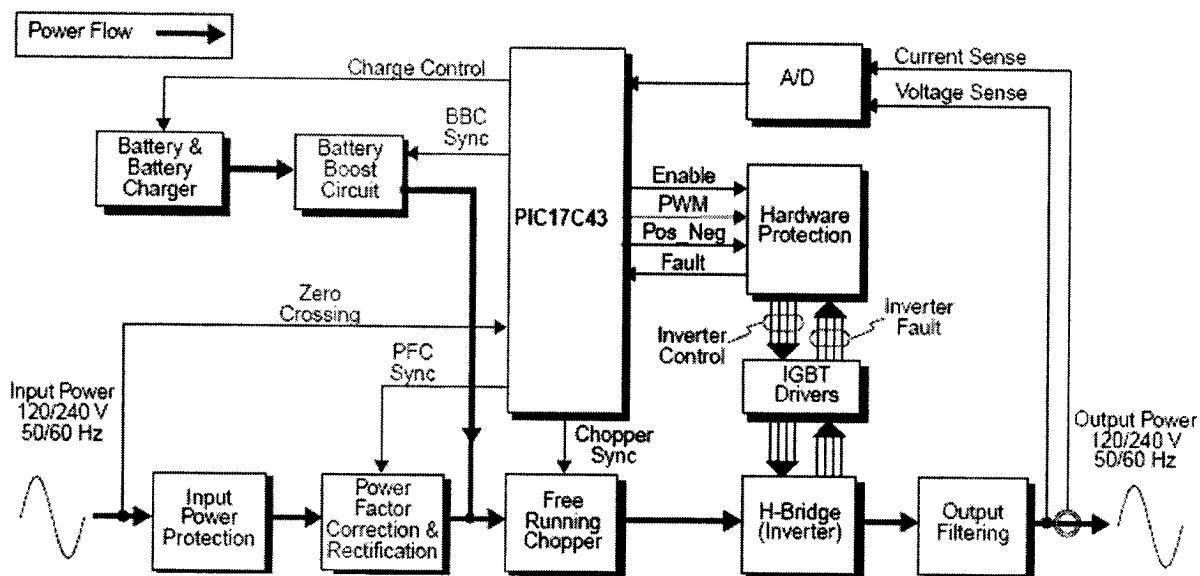 Power Flow
Charge Control
A/D
Current Sense
Voltage Sense
BBC
Sync
Battery &
Battery
Charger
Battery
Boost
Circuit
PIC17C43
Enable
PWM
Pos_Neg
Fault
Hardware
Protection
Zero
Crossing
Inverter
Control
Inverter
Fault
PFC
Sync
IGBT
Drivers
Input Power
120/240 V
50/60 Hz
Chopper
Sync
Output Power
120/240 V
50/60 Hz
Input
Power
Protection
Power
Factor
Correction &
Rectification
Free
Running
Chopper
H-Bridge
(Inverter)
Output
Filtering